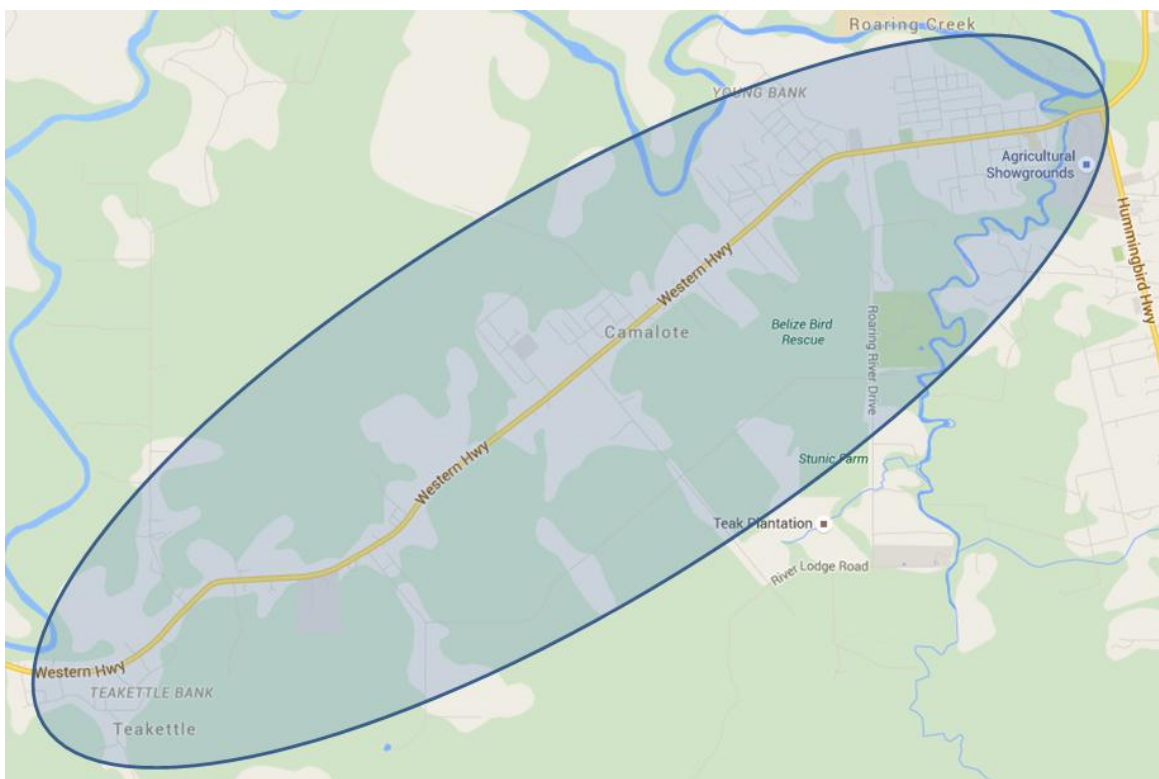 Roaring Creek
YOUNG BANK
Agricultural
Showgrounds
Hummingbird Hwy
Western Hwy
Camalote
Belize Bird
Rescue
Roaring River Drive
Western Hwy
Stunic Farm
Teak Plantation
River Lodge Road
Western Hwy
TEAKETTLE BANK
Teakettle